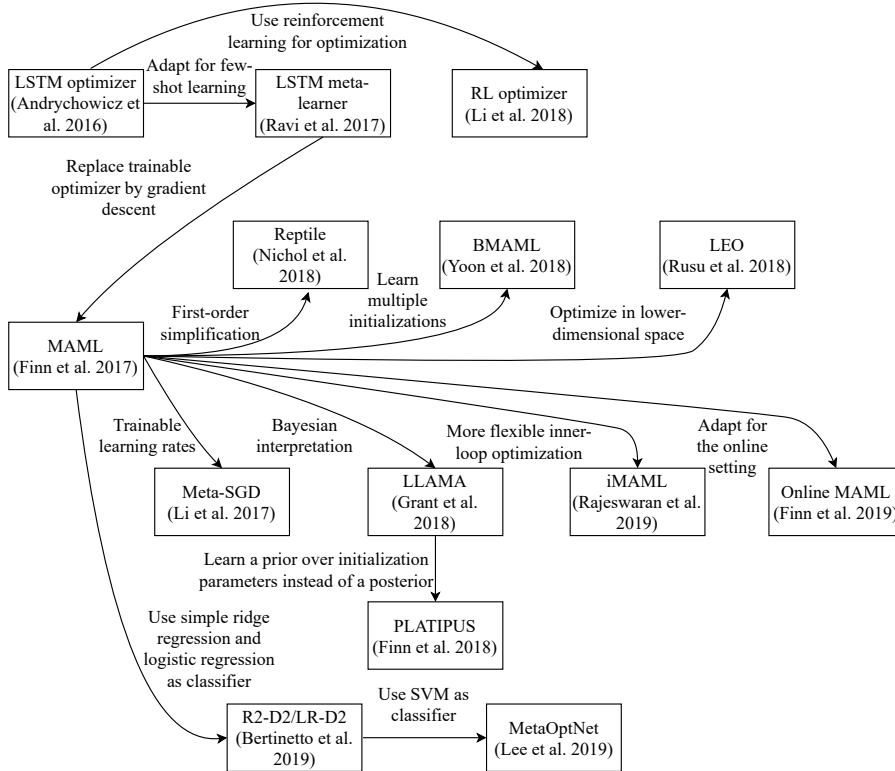 Use reinforcement
learning for optimization
Adapt for few-
shot learning
LSTM optimizer
(Andrychowicz et
al. 2016)
LSTM meta-
learner
(Ravi et al. 2017)
RL optimizer
(Li et al. 2018)
Replace trainable
optimizer by gradient
descent
Reptile
(Nichol et al.
2018)
BMAML
(Yoon et al. 2018)
LEO
(Rusu et al. 2018)
First-order
simplification
Learn
multiple
initializations
Optimize in lower-
dimensional space
MAML
(Finn et al. 2017)
Trainable
learning rates
Bayesian
interpretation
More flexible inner-
loop optimization
Adapt for
the online
setting
Meta-SGD
(Li et al. 2017)
LLAMA
(Grant et al.
2018)
iMAML
(Rajeswaran et al.
2019)
Online MAML
(Finn et al. 2019)
Learn a prior over initialization
parameters instead of a posterior
PLATIPUS
(Finn et al. 2018)
Use simple ridge
regression and
logistic regression
as classifier
R2-D2/LR-D2
(Bertinetto et al.
2019)
Use SVM as
classifier
MetaOptNet
(Lee et al. 2019)